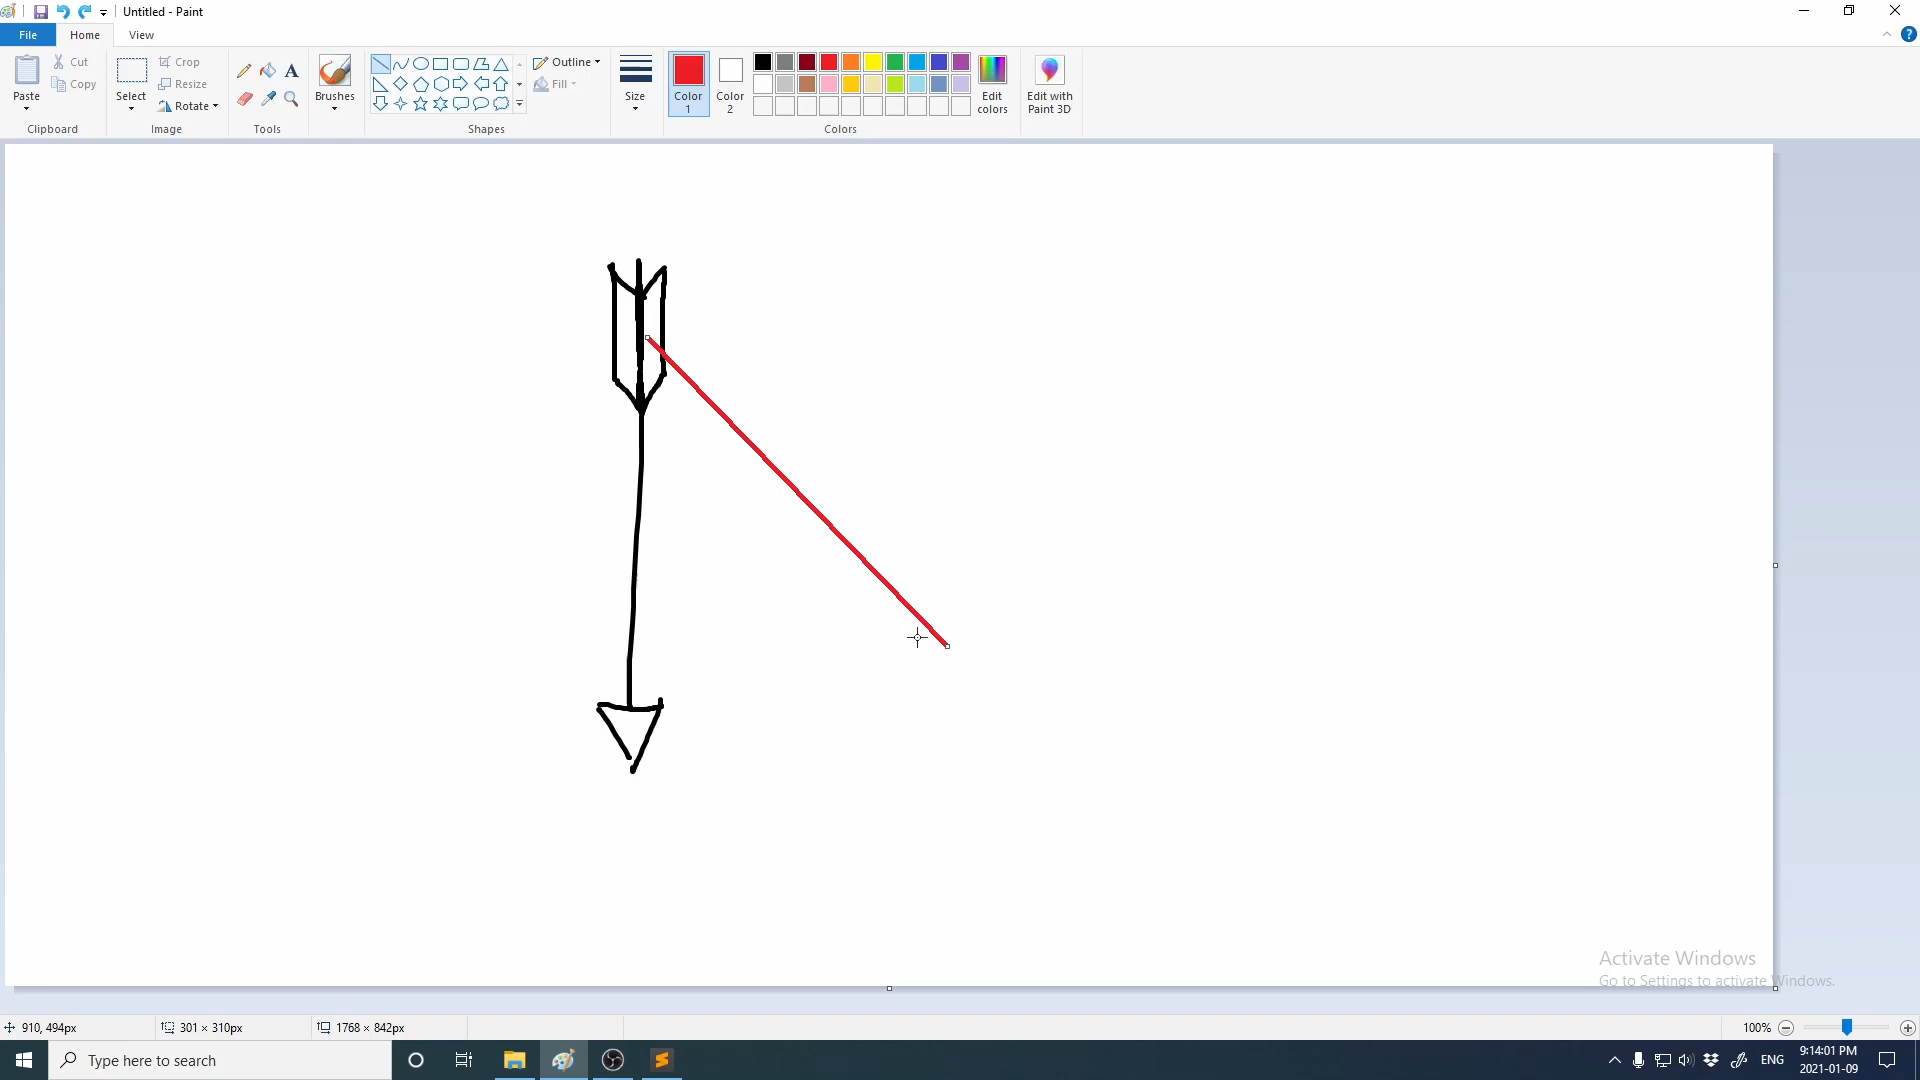 Untitled - Paint
File Home View
Paste
Cut
Copy
Clipboard
Select
Crop
Resize
Rotate
Image
Tools
Brushes
Shapes
Outline
Fill
Size
Color 1
Color 2
Colors
Edit colors
Edit with Paint 3D
Activate Windows
Go to Settings to activate Windows.
910, 494px
301 × 310px
1768 × 842px
100%
Type here to search
ENG
9:14:01 PM
2021-01-09